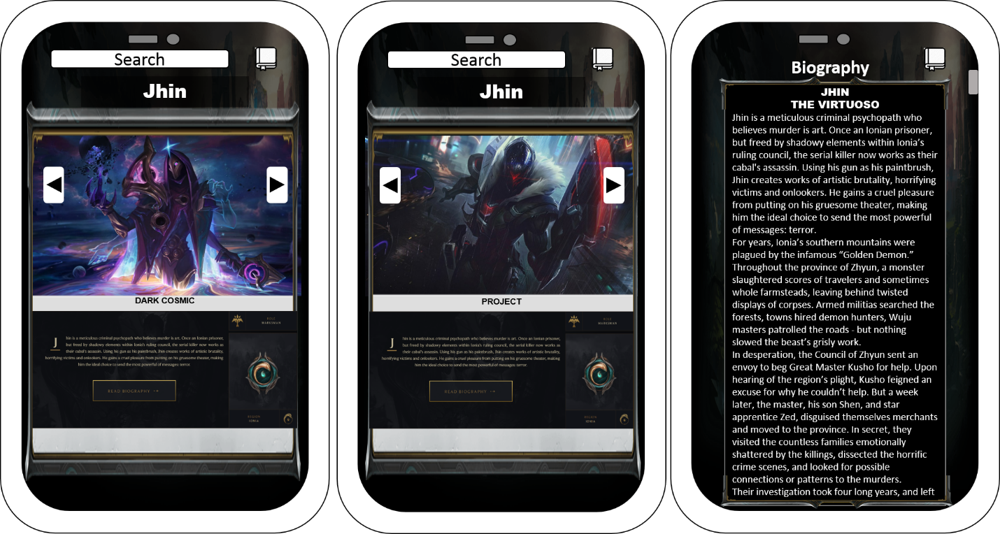 Search
Jhin
DARK COSMIC
ROLE
MARKSMAN
Jhin is a meticulous criminal psychopath who believes murder is art. Once an Ionian prisoner,
but freed by shadowy elements within Ionia's ruling council, the serial killer now works as
their cabal's assassin. Using his gun as his paintbrush, Jhin creates works of artistic brutality,
horrifying victims and onlookers. He gains a cruel pleasure from putting on his gruesome theater, making
him the ideal choice to send the most powerful of messages: terror.
READ BIOGRAPHY
REGION
IONIA
Search
Jhin
PROJECT
ROLE
MARKSMAN
Jhin is a meticulous criminal psychopath who believes murder is art. Once an Ionian prisoner,
but freed by shadowy elements within Ionia's ruling council, the serial killer now works as
their cabal's assassin. Using his gun as his paintbrush, Jhin creates works of artistic brutality,
horrifying victims and onlookers. He gains a cruel pleasure from putting on his gruesome theater, making
him the ideal choice to send the most powerful of messages: terror.
READ BIOGRAPHY
REGION
IONIA
Biography
JHIN
THE VIRTUOSO
Jhin is a meticulous criminal psychopath who
believes murder is art. Once an Ionian prisoner,
but freed by shadowy elements within Ionia’s
ruling council, the serial killer now works as their
cabal's assassin. Using his gun as his paintbrush,
Jhin creates works of artistic brutality, horrifying
victims and onlookers. He gains a cruel pleasure
from putting on his gruesome theater, making
him the ideal choice to send the most powerful
of messages: terror.
For years, Ionia’s southern mountains were
plagued by the infamous “Golden Demon.”
Throughout the province of Zhyun, a monster
slaughtered scores of travelers and sometimes
whole farmsteads, leaving behind twisted
displays of corpses. Armed militias searched the
forests, towns hired demon hunters, Wuju
masters patrolled the roads - but nothing
slowed the beast’s grisly work.
In desperation, the Council of Zhyun sent an
envoy to beg Great Master Kusho for help. Upon
hearing of the region’s plight, Kusho feigned an
excuse for why he couldn’t help. But a week
later, the master, his son Shen, and star
apprentice Zed, disguised themselves merchants
and moved to the province. In secret, they
visited the countless families emotionally
shattered by the killings, dissected the horrific
crime scenes, and looked for possible
connections or patterns to the murders.
Their investigation took four long years, and left